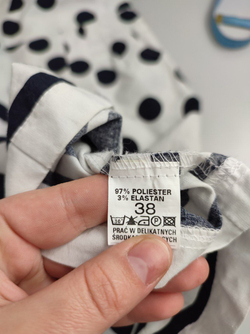 97% POLIESTER
3% ELASTAN
38
PRAĆ W DELIKATNYCH
ŚRODKACH